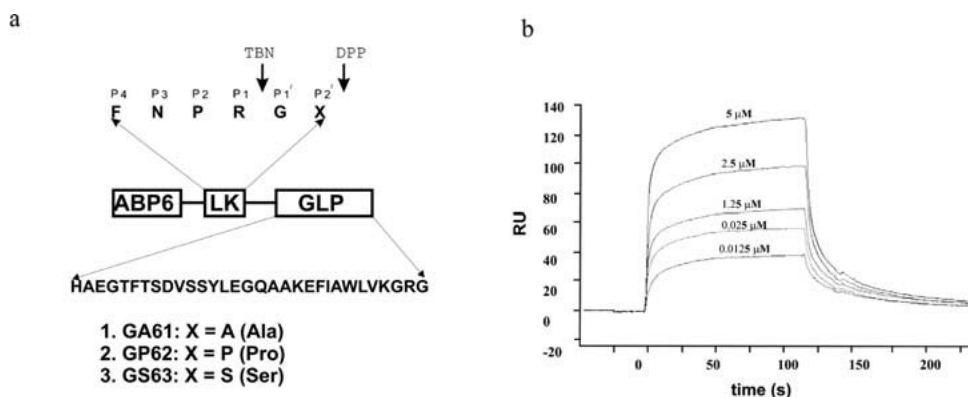 a
TBN DPP
P4 P3 P2 P1 P1' P2'
F N P R G X
ABP6 LK GLP
HAEGTFTSDVSSYLEGQAAKEFIAWLVKGRG
1. GA61: X = A (Ala)
2. GP62: X = P (Pro)
3. GS63: X = S (Ser)
b
RU
140
120
100
80
60
40
20
0
-20
5 µM
2.5 µM
1.25 µM
0.025 µM
0.0125 µM
0 50 100 150 200
time (s)